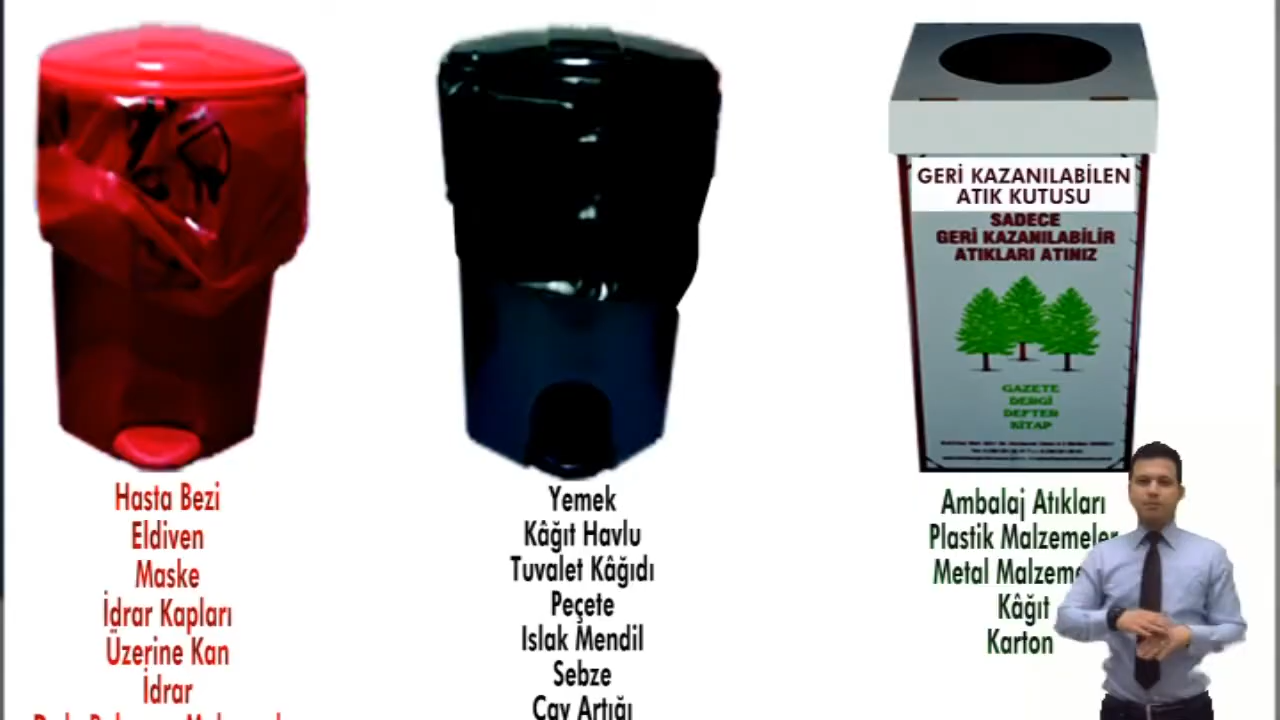 GERİ KAZANILABİLEN
ATIK KUTUSU
SADECE
GERİ KAZANILABİLİR
ATIKLARI ATINIZ
GAZETE
DERGİ
DEFTER
KİTAP
Hasta Bezi
Eldiven
Maske
İdrar Kapları
Üzerine Kan
İdrar
Yemek
Kâğıt Havlu
Tuvalet Kâğıdı
Peçete
Islak Mendil
Sebze
Çay Artığı
Ambalaj Atıkları
Plastik Malzemeler
Metal
Kâğıt
Karton